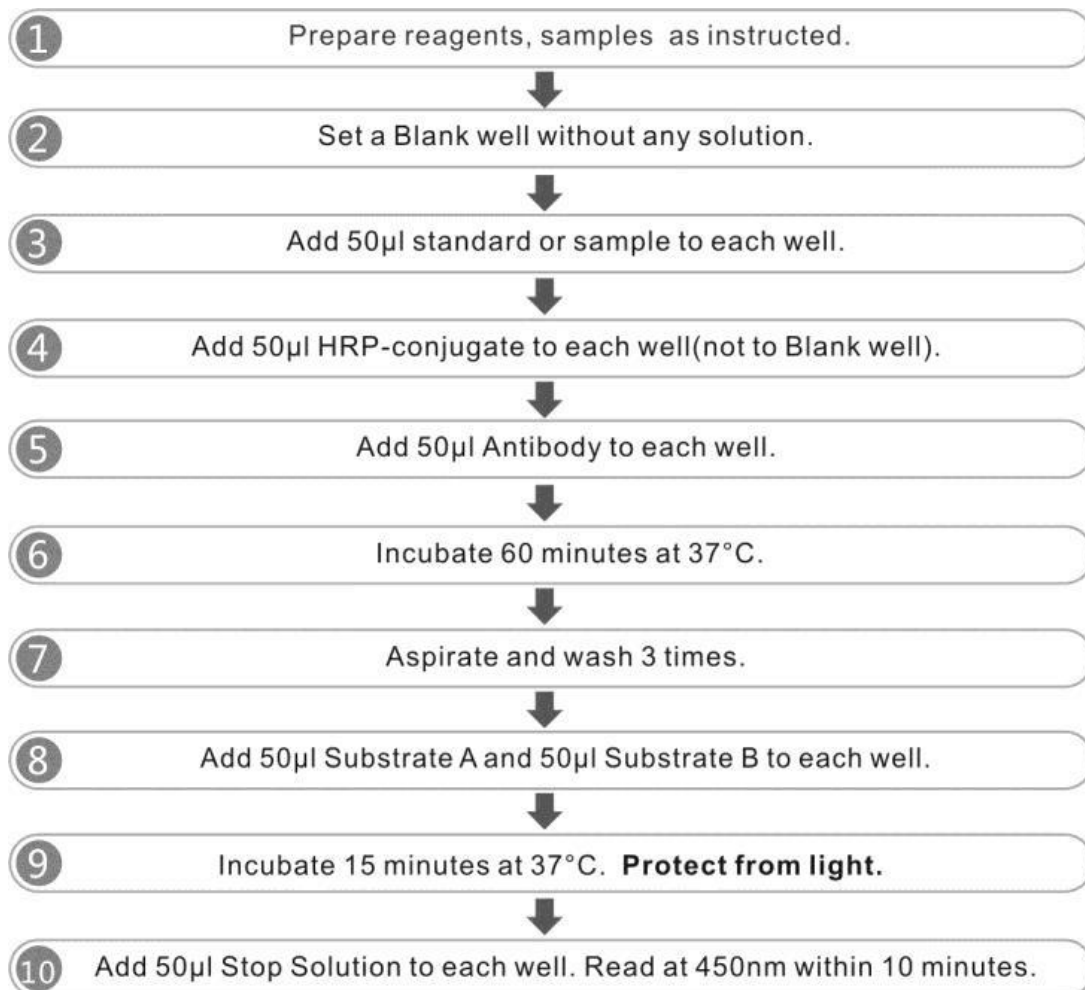 1 Prepare reagents, samples as instructed.
2 Set a Blank well without any solution.
3 Add 50µl standard or sample to each well.
4 Add 50µl HRP-conjugate to each well(not to Blank well).
5 Add 50µl Antibody to each well.
6 Incubate 60 minutes at 37°C.
7 Aspirate and wash 3 times.
8 Add 50µl Substrate A and 50µl Substrate B to each well.
9 Incubate 15 minutes at 37°C. Protect from light.
10 Add 50µl Stop Solution to each well. Read at 450nm within 10 minutes.